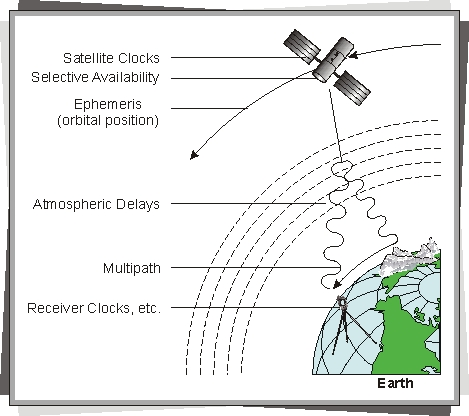 Satellite Clocks
Selective Availability
Ephemeris
(orbital position)
Atmospheric Delays
Multipath
Receiver Clocks, etc.
Earth